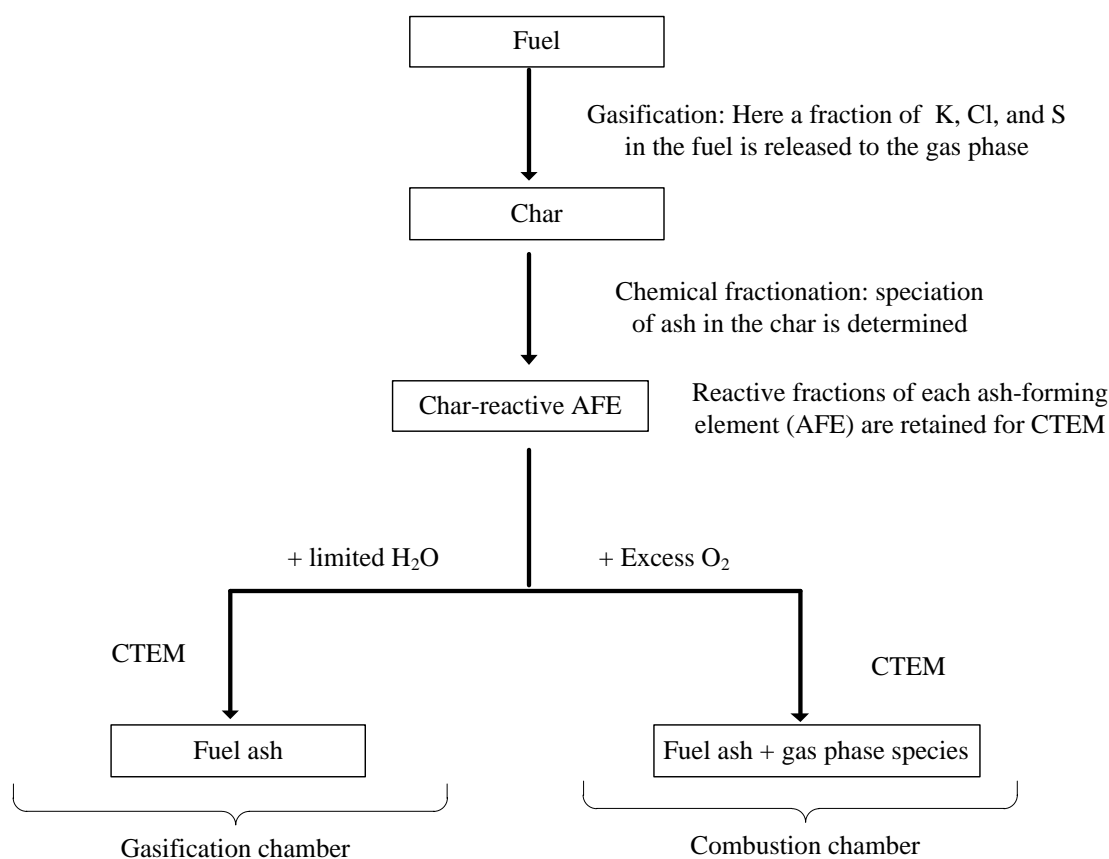 Fuel
Gasification: Here a fraction of  K, Cl, and S
in the fuel is released to the gas phase
Char
Chemical fractionation: speciation
of ash in the char is determined
Char-reactive AFE
Reactive fractions of each ash-forming
element (AFE) are retained for CTEM
+ limited H₂O
+ Excess O₂
CTEM
CTEM
Fuel ash
Fuel ash + gas phase species
Gasification chamber
Combustion chamber